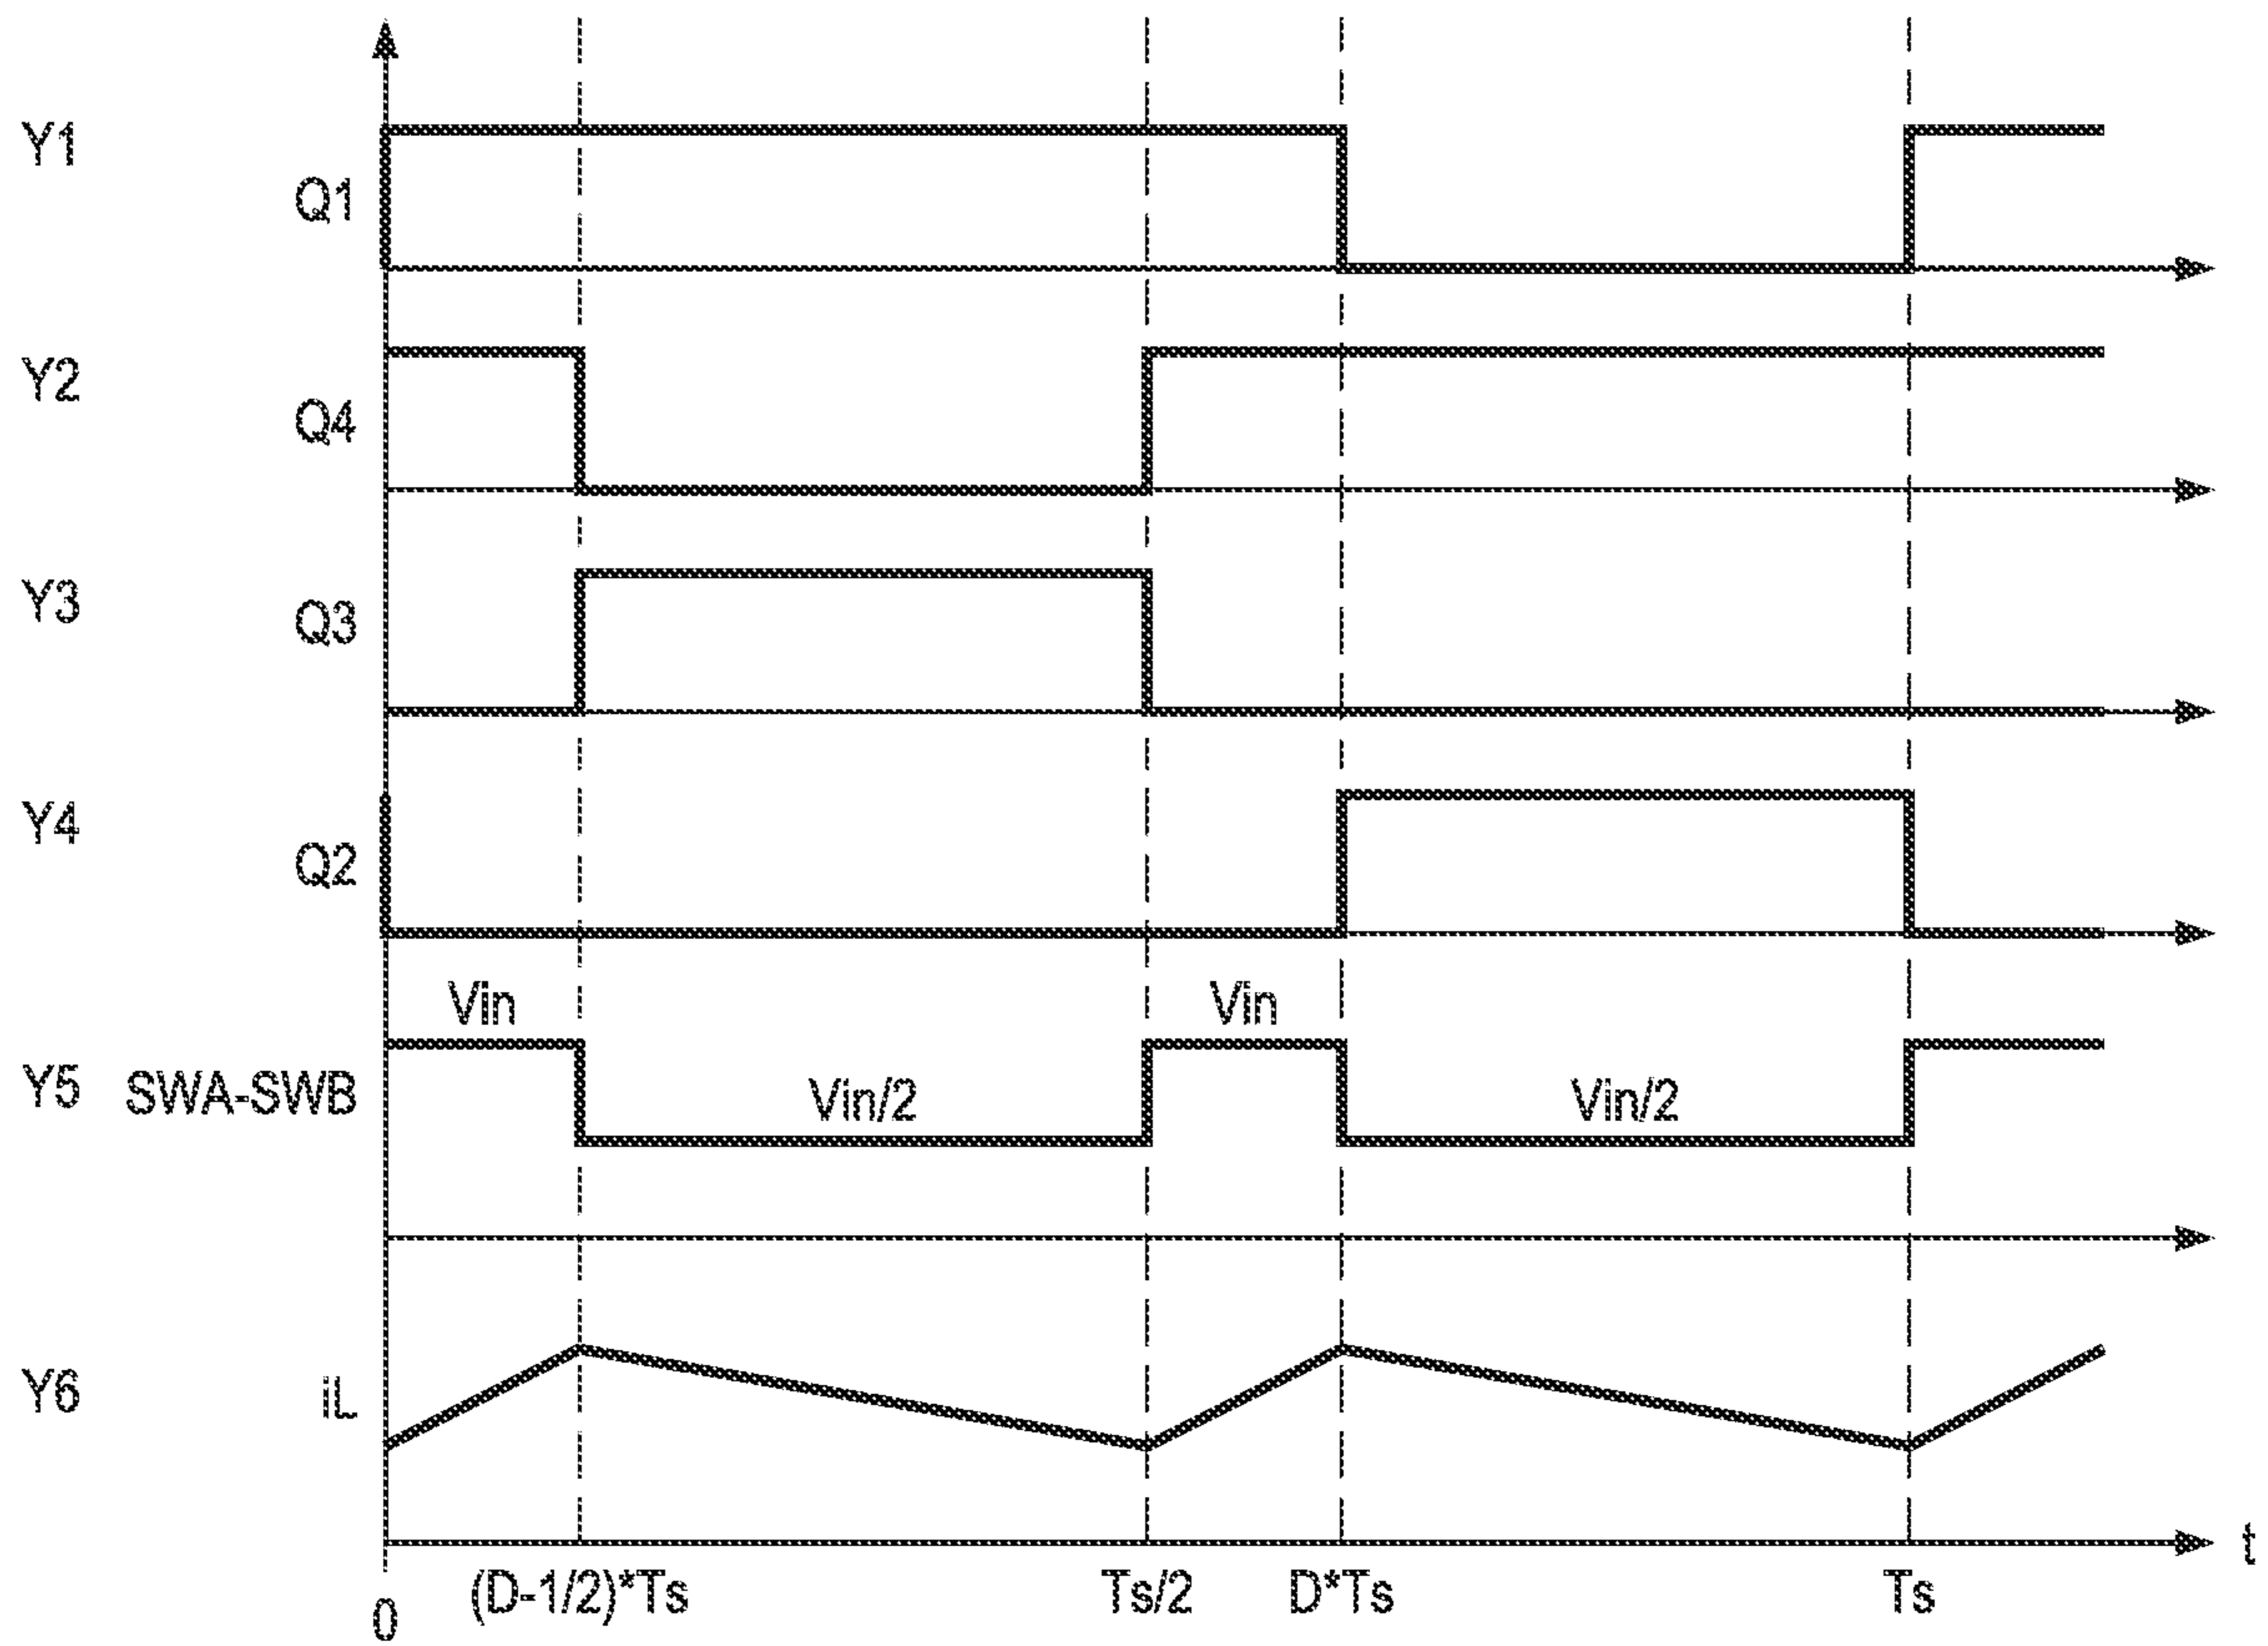 Y1
Q1
Y2
Q4
Y3
Q3
Y4
Q2
Vin Vin
Y5 SWA-SWB Vin/2 Vin/2
Y6 iL
t
0 (D-1/2)*Ts Ts/2 D*Ts Ts